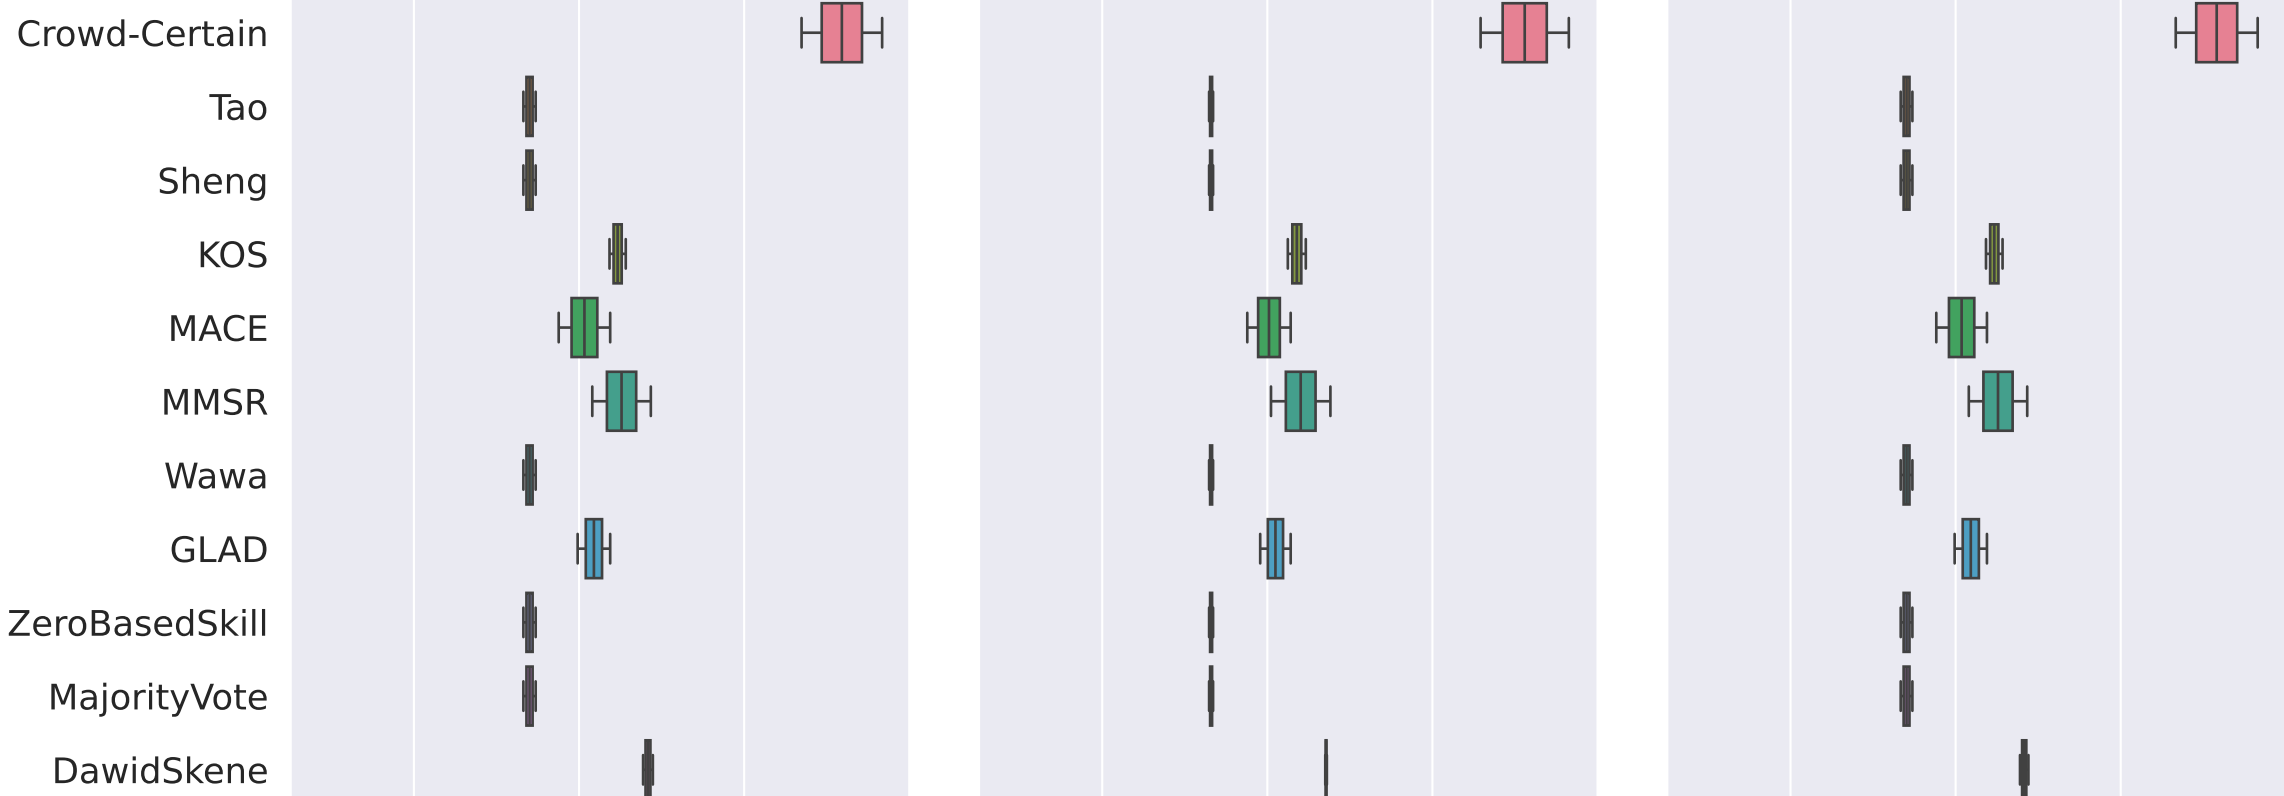 Crowd-Certain
Tao
Sheng
KOS
MACE
MMSR
Wawa
GLAD
ZeroBasedSkill
MajorityVote
DawidSkene